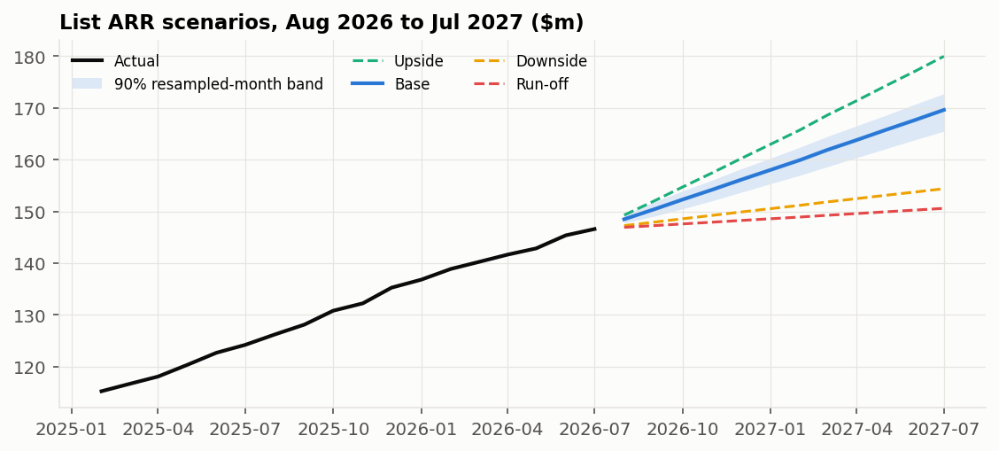 List ARR scenarios, Aug 2026 to Jul 2027 ($m)
Actual
90% resampled-month band
Upside
Base
Downside
Run-off
180
170
160
150
140
130
120
2025-01 2025-04 2025-07 2025-10 2026-01 2026-04 2026-07 2026-10 2027-01 2027-04 2027-07